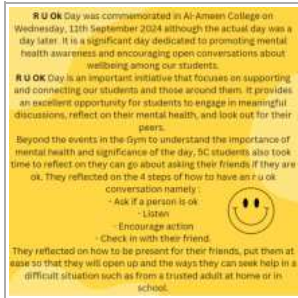 R U Ok Day was commemorated in Al-Ameen College on
Wednesday, 11th September 2024 although the actual day was a
day later. It is a significant day dedicated to promoting mental
health awareness and encouraging open conversations about
wellbeing among our students.
R U OK Day is an important initiative that focuses on supporting
and connecting our students and those around them. It provides
an excellent opportunity for students to engage in meaningful
discussions, reflect on their mental health, and look out for their
peers.
Beyond the events in the Gym to understand the importance of
mental health and significance of the day, 5C students also took
time to reflect on they can go about asking their friends if they are
ok. They reflected on the 4 steps of how to have an r u ok
conversation namely :
- Ask if a person is ok
- Listen
- Encourage action
- Check in with their friend.
They reflected on how to be present for their friends, put them at
ease so that they will open up and the ways they can seek help in a
difficult situation such as from a trusted adult at home or in
school.